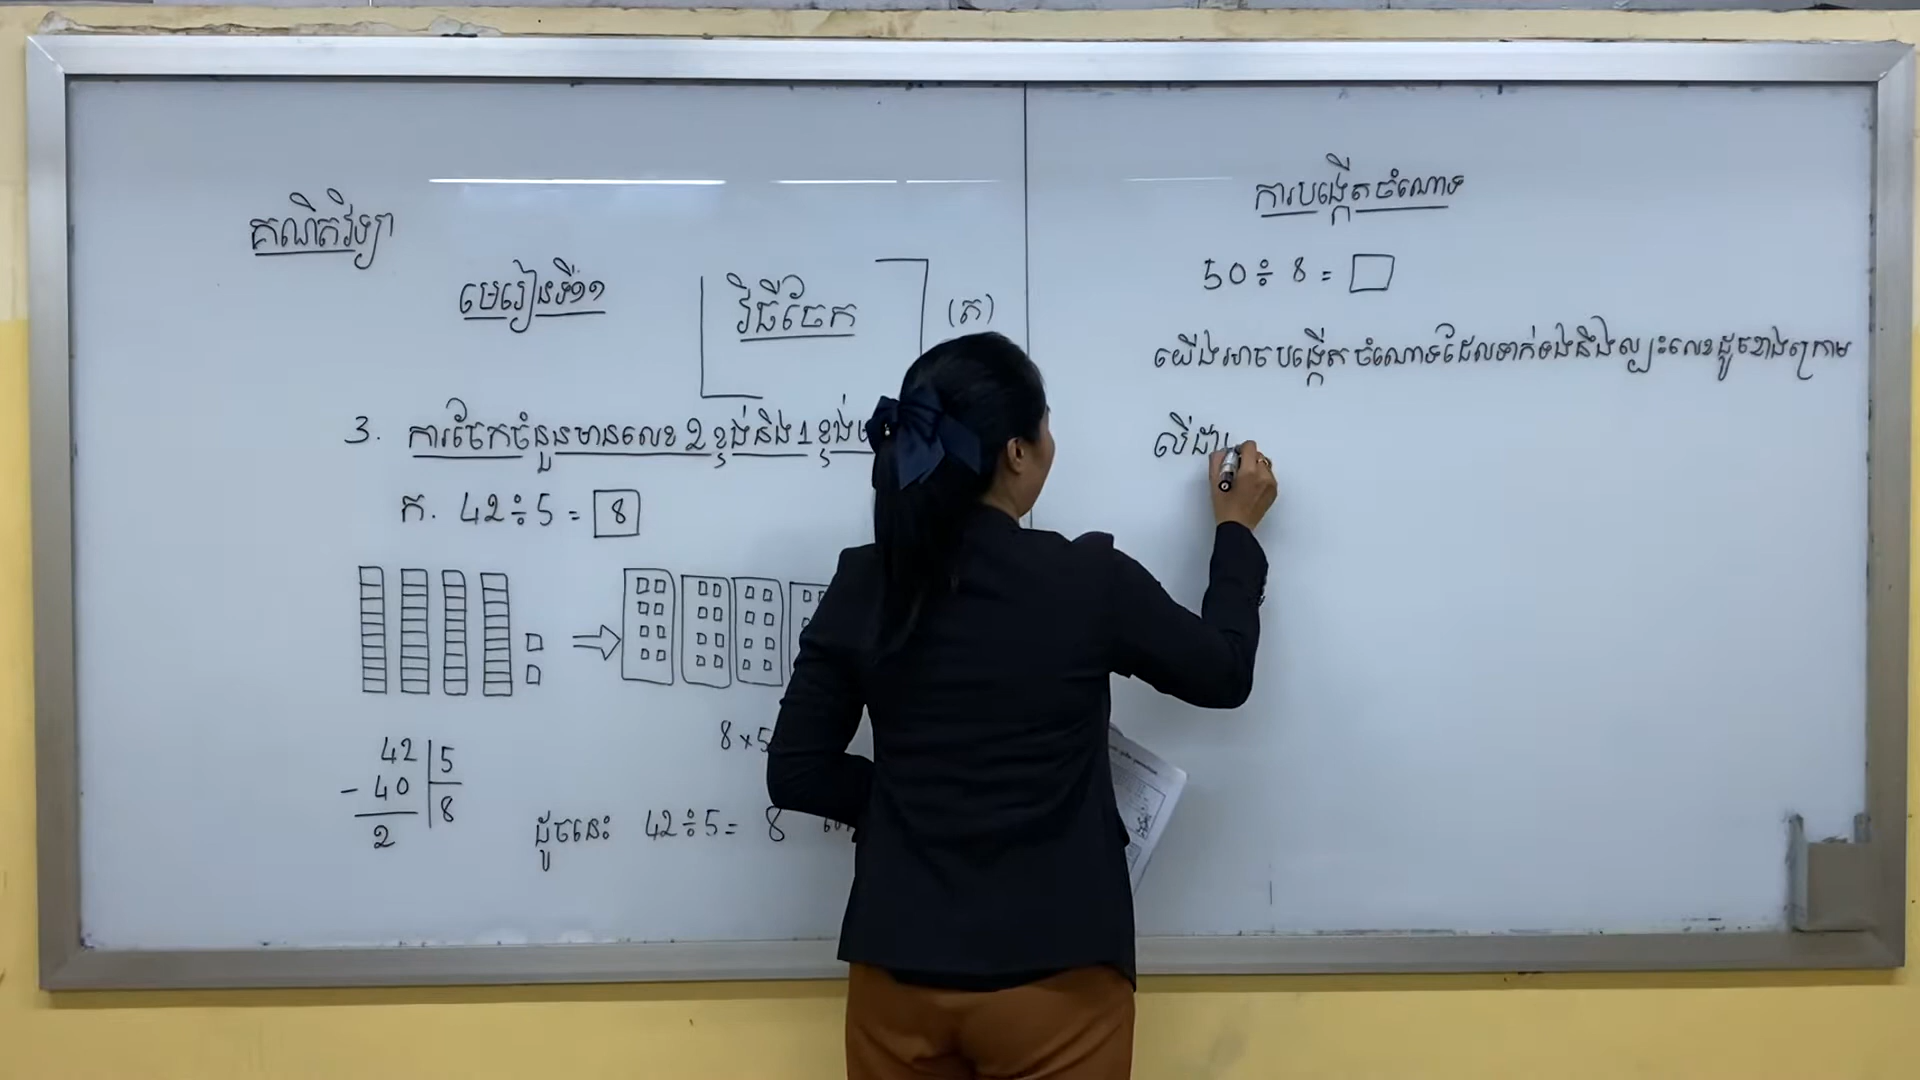 គណិតវិទ្យា
មេរៀនទី១១
វិធីចែក
(ត)
3. ការចែកចំនួនមានលេខ 2 ខ្ទង់និង 1 ខ្ទង់
ក. 42 ÷ 5 = 8
8 × 5
42 5
- 40 8
2
ដូចនេះ 42 ÷ 5 = 8
ការបង្កើតចំណោទ
50 ÷ 8 =
យើងអាចបង្កើតចំណោទដែលទាក់ទងនឹងល្បះលេខដូចខាងក្រោម
លីដា